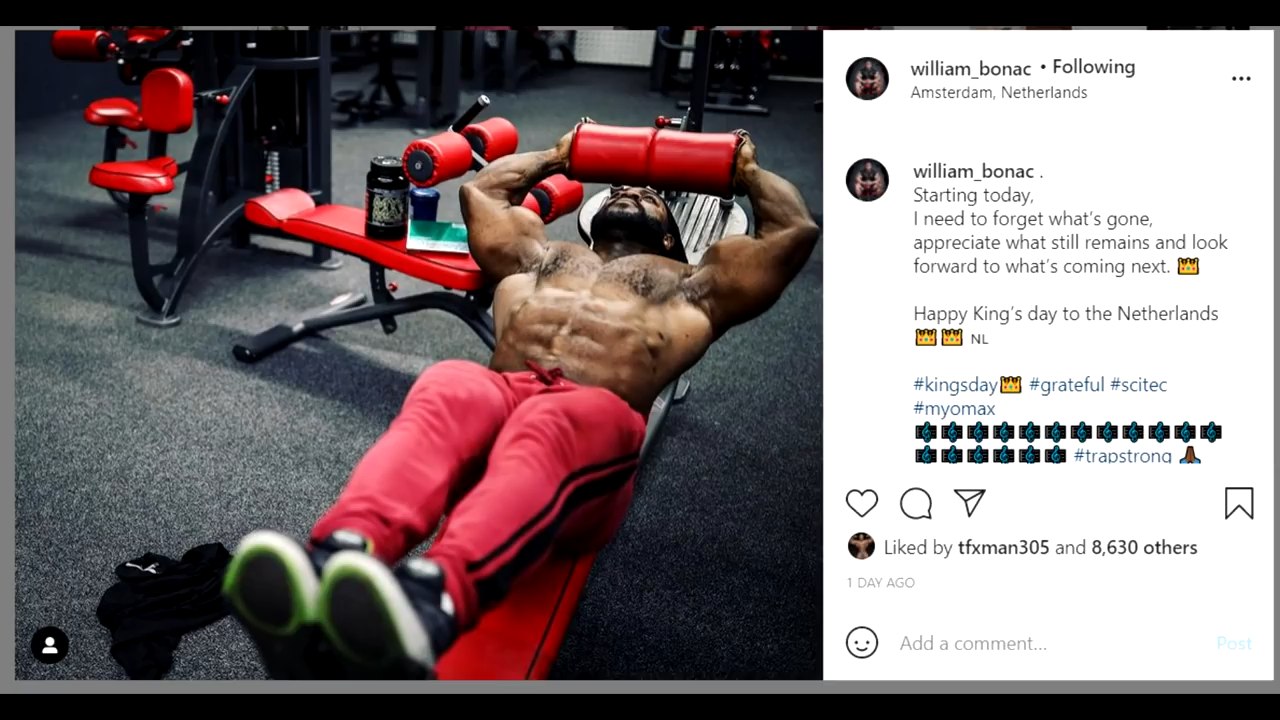 william_bonac • Following
Amsterdam, Netherlands
...
william_bonac .
Starting today,
I need to forget what's gone,
appreciate what still remains and look
forward to what's coming next. 👑
Happy King's day to the Netherlands
👑 👑 NL
#kingsday👑 #grateful #scitec
#myomax
🎼🎼🎼🎼🎼🎼🎼🎼🎼🎼🎼🎼
🎼🎼🎼🎼🎼🎼 #trapstrong 🙏🏾
Liked by tfxman305 and 8,630 others
1 DAY AGO
Add a comment...
Post